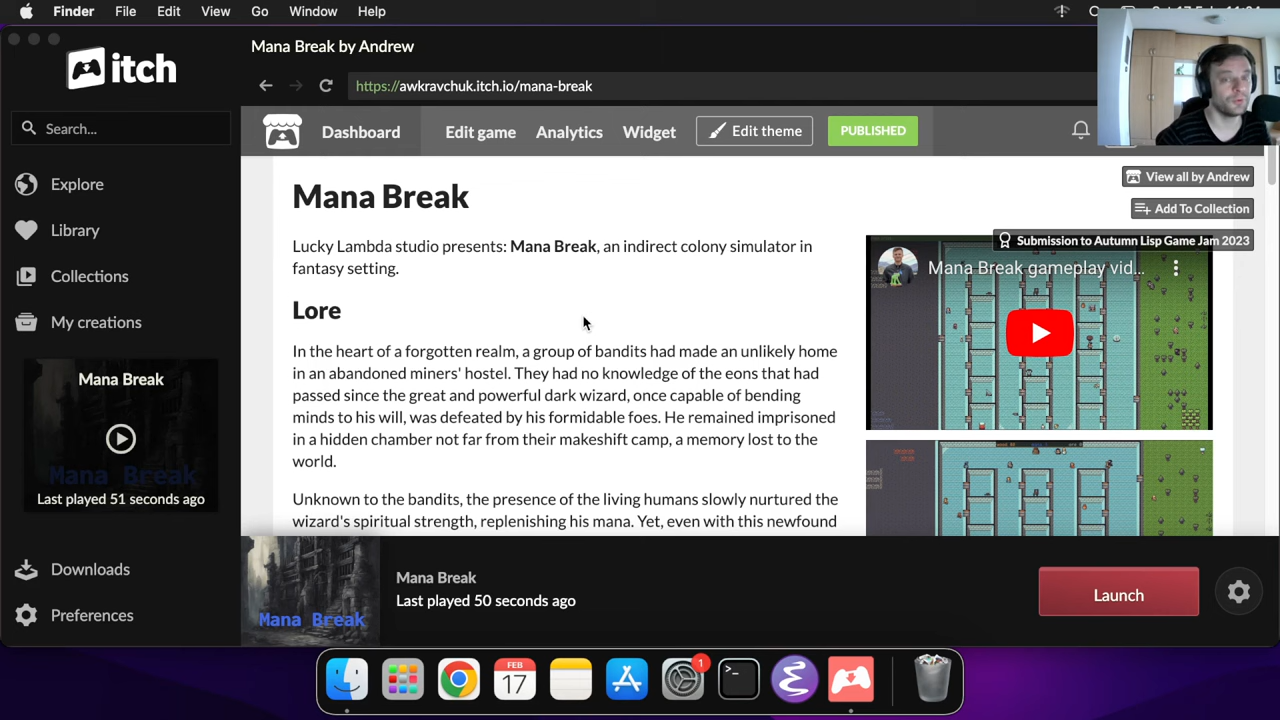 Finder File Edit View Go Window Help
itch
Search...
Explore
Library
Collections
My creations
Mana Break
Mana Break
Last played 51 seconds ago
Downloads
Preferences
Mana Break by Andrew
https://awkravchuk.itch.io/mana-break
Dashboard Edit game Analytics Widget Edit theme PUBLISHED
View all by Andrew
Add To Collection
Submission to Autumn Lisp Game Jam 2023
Mana Break
Lucky Lambda studio presents: Mana Break, an indirect colony simulator in
fantasy setting.
Lore
In the heart of a forgotten realm, a group of bandits had made an unlikely home
in an abandoned miners' hostel. They had no knowledge of the eons that had
passed since the great and powerful dark wizard, once capable of bending
minds to his will, was defeated by his formidable foes. He remained imprisoned
in a hidden chamber not far from their makeshift camp, a memory lost to the
world.
Unknown to the bandits, the presence of the living humans slowly nurtured the
wizard's spiritual strength, replenishing his mana. Yet, even with this newfound
Mana Break gameplay vid...
Mana Break
Mana Break
Last played 50 seconds ago
Launch
FEB
17
1
>_